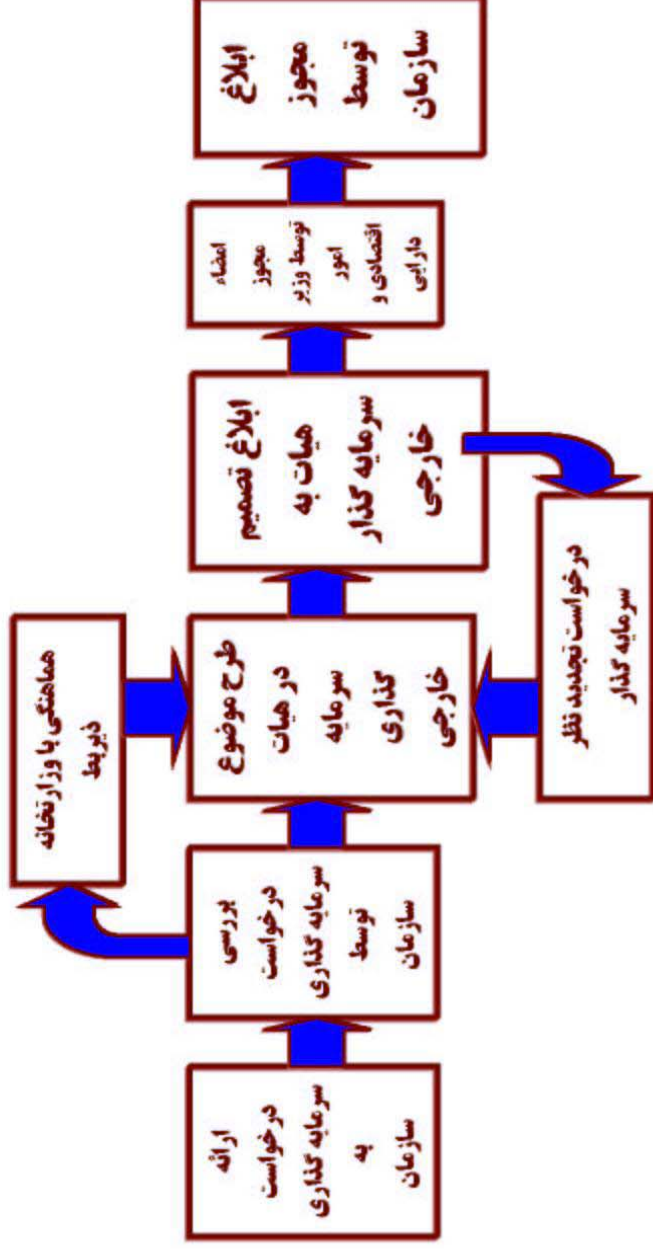 ارائه
درخواست
سرمایه گذاری
به
سازمان
بررسی
درخواست
سرمایه گذاری
توسط
سازمان
هماهنگی با وزارتخانه
ذیربط
طرح موضوع
در هیات
سرمایه
گذاری
خارجی
ابلاغ تصمیم
هیات به
سرمایه گذار
خارجی
درخواست تجدید نظر
سرمایه گذار
امضاء
مجوز
توسط وزیر
امور
اقتصادی و
دارایی
ابلاغ
مجوز
توسط
سازمان